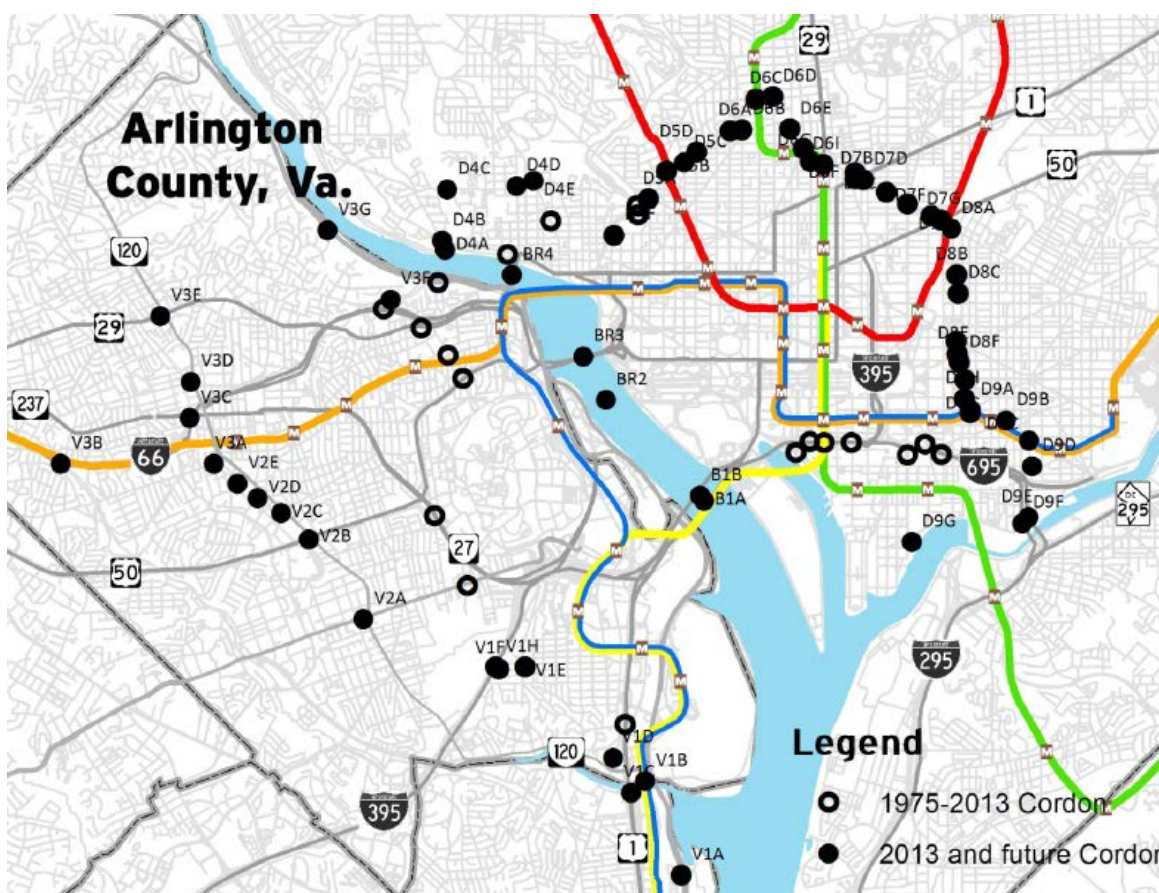 29
D6C D6D
D6A
D6B
D6E
1
Arlington
County, Va.
D5D
D5C
D6I
D7B
D7D
50
D4C
D4D
D4E
D7F
D7G
D8A
V3G
120
D4B
D4A
BR4
D8B
D8C
V3F
V3E
29
D8F
BR3
V3D
395
237
V3C
BR2
D9A
D9B
V3B
66
V3A
V2E
D9D
695
V2D
B1B
B1A
D9E
D9F
DC
295
V2C
V2B
27
D9G
50
V2A
V1F
V1H
V1E
295
V1D
Legend
120
V1C
V1B
395
1975-2013 Cordon
1
V1A
2013 and future Cordon